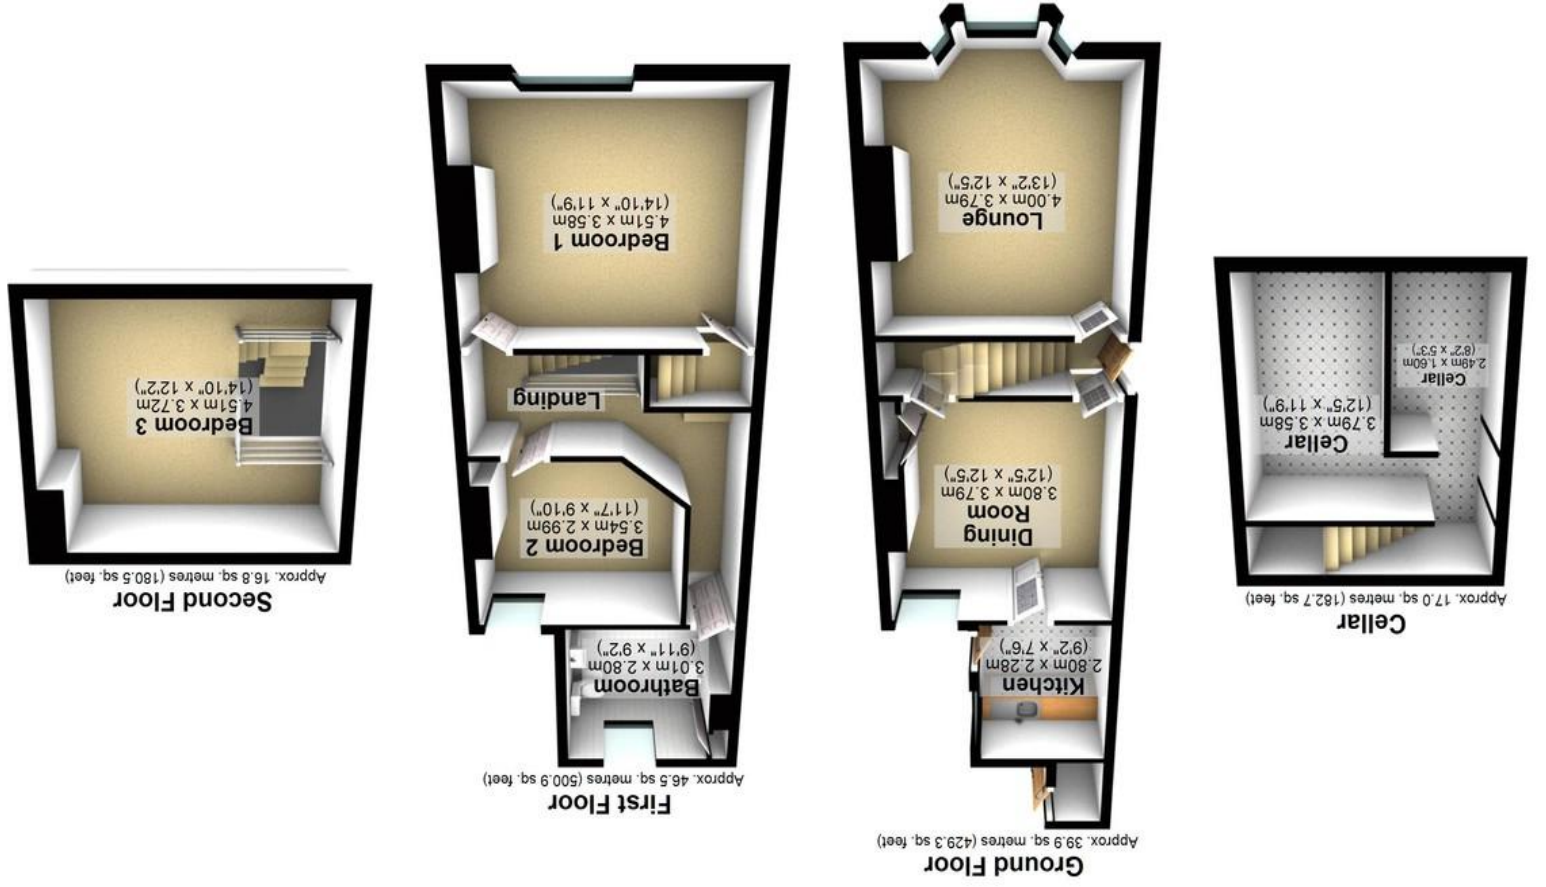 Cellar
Approx. 17.0 sq. metres (182.7 sq. feet)
Cellar
3.79m x 3.58m
(12'5" x 11'9")
Cellar
2.49m x 1.60m
(8'2" x 5'3")
Ground Floor
Approx. 39.9 sq. metres (429.3 sq. feet)
Kitchen
2.80m x 2.28m
(9'2" x 7'6")
Dining
Room
3.80m x 3.79m
(12'5" x 12'5")
Lounge
4.00m x 3.79m
(13'2" x 12'5")
First Floor
Approx. 46.5 sq. metres (500.9 sq. feet)
Bathroom
3.01m x 2.80m
(9'11" x 9'2")
Bedroom 2
3.54m x 2.99m
(11'7" x 9'10")
Landing
Bedroom 1
4.51m x 3.58m
(14'10" x 11'9")
Second Floor
Approx. 16.8 sq. metres (180.5 sq. feet)
Bedroom 3
4.51m x 3.72m
(14'10" x 12'2")